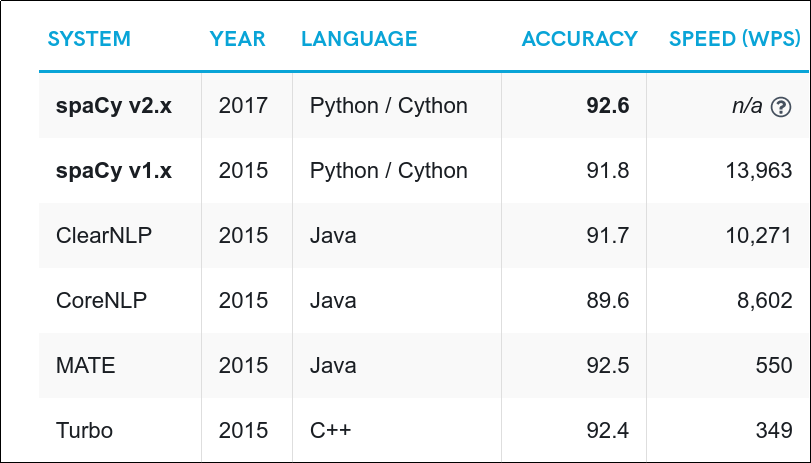 SYSTEM YEAR LANGUAGE ACCURACY SPEED (WPS)
spaCy v2.x 2017 Python / Cython 92.6 n/a ?
spaCy v1.x 2015 Python / Cython 91.8 13,963
ClearNLP 2015 Java 91.7 10,271
CoreNLP 2015 Java 89.6 8,602
MATE 2015 Java 92.5 550
Turbo 2015 C++ 92.4 349